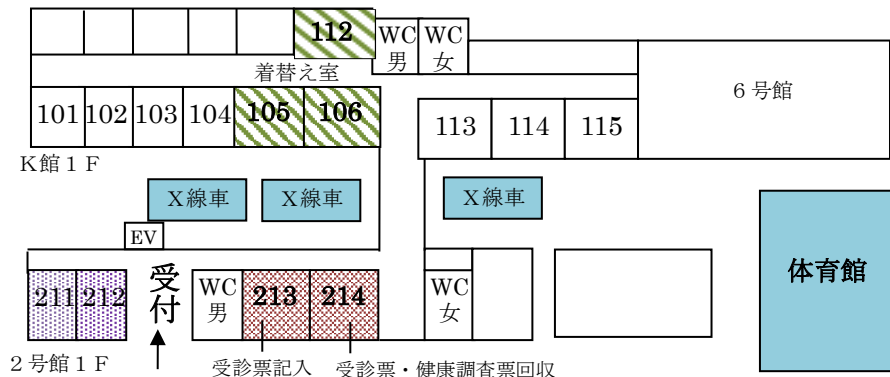 112
WC
男
WC
女
着替え室
6号館
101 102 103 104 105 106
113 114 115
K館1F
X線車
X線車
X線車
EV
受付
体育館
211 212
WC
男
213 214
WC
女
2号館1F
受診票記入
受診票・健康調査票回収